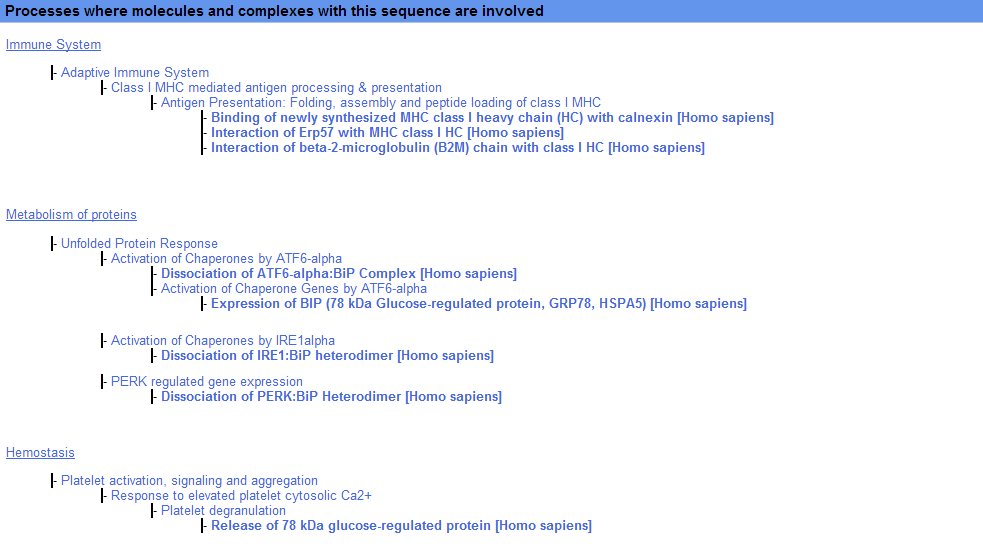 Processes where molecules and complexes with this sequence are involved
Immune System
- Adaptive Immune System
- Class I MHC mediated antigen processing & presentation
- Antigen Presentation: Folding, assembly and peptide loading of class I MHC
- Binding of newly synthesized MHC class I heavy chain (HC) with calnexin [Homo sapiens]
- Interaction of Erp57 with MHC class I HC [Homo sapiens]
- Interaction of beta-2-microglobulin (B2M) chain with class I HC [Homo sapiens]
Metabolism of proteins
- Unfolded Protein Response
- Activation of Chaperones by ATF6-alpha
- Dissociation of ATF6-alpha:BiP Complex [Homo sapiens]
- Activation of Chaperone Genes by ATF6-alpha
- Expression of BIP (78 kDa Glucose-regulated protein, GRP78, HSPA5) [Homo sapiens]
- Activation of Chaperones by IRE1alpha
- Dissociation of IRE1:BiP heterodimer [Homo sapiens]
- PERK regulated gene expression
- Dissociation of PERK:BiP Heterodimer [Homo sapiens]
Hemostasis
- Platelet activation, signaling and aggregation
- Response to elevated platelet cytosolic Ca2+
- Platelet degranulation
- Release of 78 kDa glucose-regulated protein [Homo sapiens]